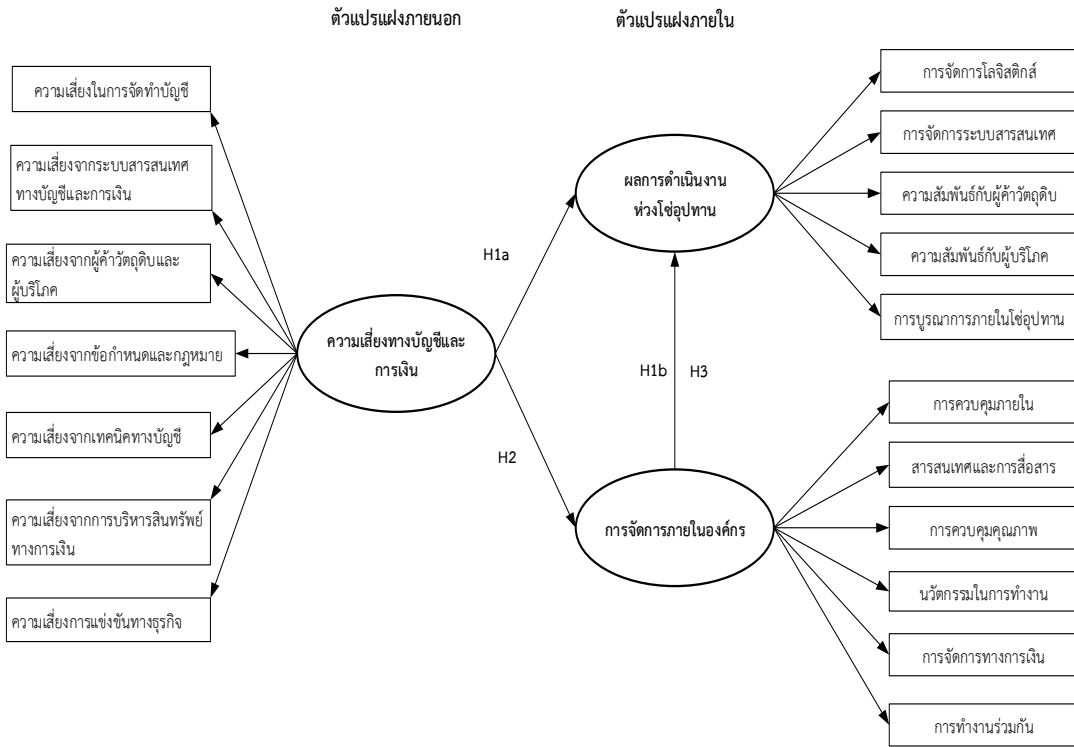 ตัวแปรแฝงภายนอก
ตัวแปรแฝงภายใน
ความเสี่ยงในการจัดทำบัญชี
ความเสี่ยงจากระบบสารสนเทศ
ทางบัญชีและการเงิน
ความเสี่ยงจากผู้ค้าวัตถุดิบและ
ผู้บริโภค
ความเสี่ยงจากข้อกำหนดและกฎหมาย
ความเสี่ยงจากเทคนิคทางบัญชี
ความเสี่ยงจากการบริหารสินทรัพย์
ทางการเงิน
ความเสี่ยงการแข่งขันทางธุรกิจ
ความเสี่ยงทางบัญชีและ
การเงิน
H1a
H2
H1b
H3
ผลการดำเนินงาน
ห่วงโซ่อุปทาน
การจัดการภายในองค์กร
การจัดการโลจิสติกส์
การจัดการระบบสารสนเทศ
ความสัมพันธ์กับผู้ค้าวัตถุดิบ
ความสัมพันธ์กับผู้บริโภค
การบูรณาการภายในโซ่อุปทาน
การควบคุมภายใน
สารสนเทศและการสื่อสาร
การควบคุมคุณภาพ
นวัตกรรมในการทำงาน
การจัดการทางการเงิน
การทำงานร่วมกัน